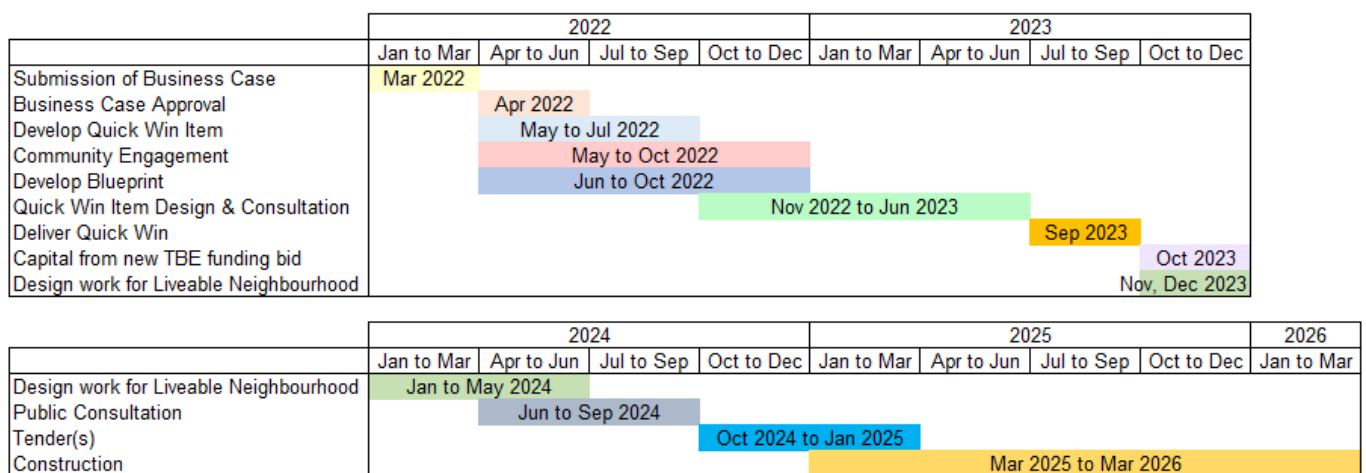 2022 2023
Jan to Mar Apr to Jun Jul to Sep Oct to Dec Jan to Mar Apr to Jun Jul to Sep Oct to Dec
Submission of Business Case Mar 2022
Business Case Approval Apr 2022
Develop Quick Win Item May to Jul 2022
Community Engagement May to Oct 2022
Develop Blueprint Jun to Oct 2022
Quick Win Item Design & Consultation Nov 2022 to Jun 2023
Deliver Quick Win Sep 2023
Capital from new TBE funding bid Oct 2023
Design work for Liveable Neighbourhood Nov, Dec 2023
2024 2025 2026
Jan to Mar Apr to Jun Jul to Sep Oct to Dec Jan to Mar Apr to Jun Jul to Sep Oct to Dec Jan to Mar
Design work for Liveable Neighbourhood Jan to May 2024
Public Consultation Jun to Sep 2024
Tender(s) Oct 2024 to Jan 2025
Construction Mar 2025 to Mar 2026